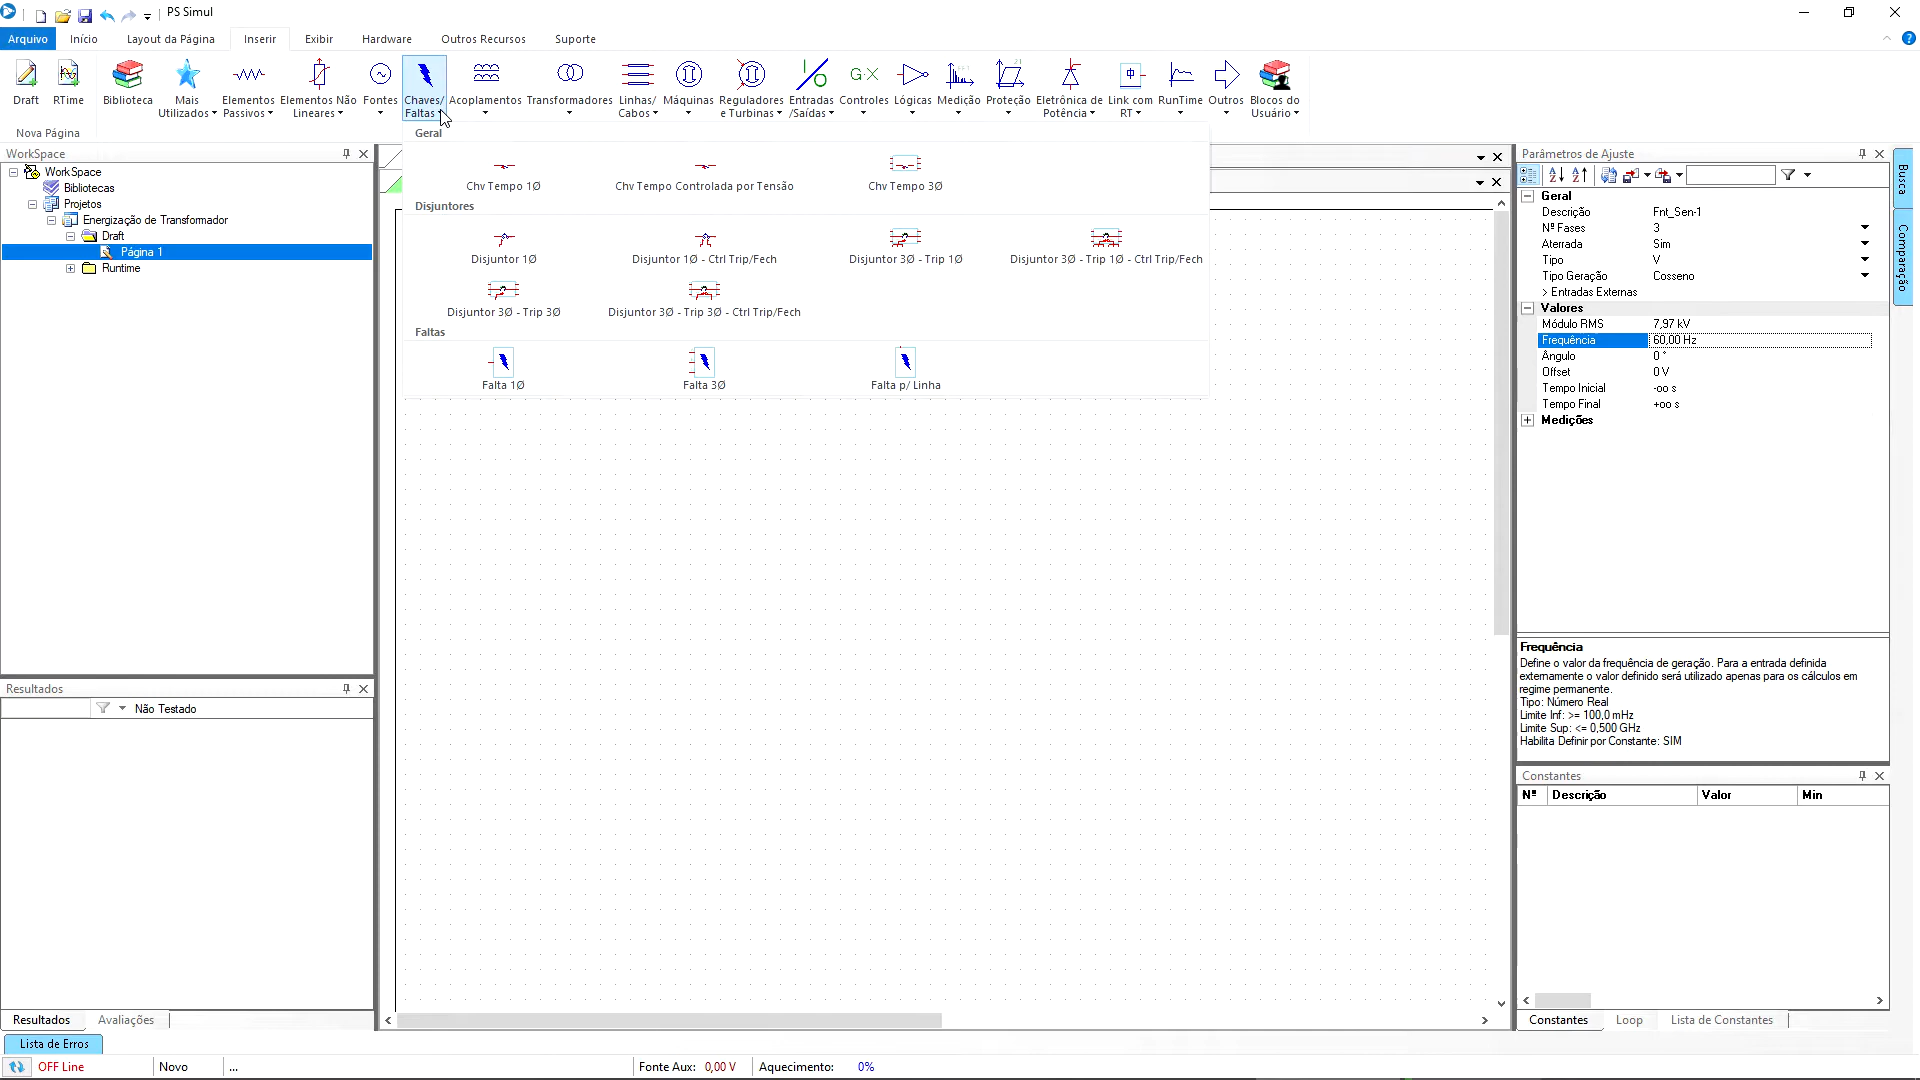 PS Simul
Arquivo Início Layout da Página Inserir Exibir Hardware Outros Recursos Suporte
Draft RTime Biblioteca Mais Utilizados Elementos Passivos Elementos Não Lineares Fontes Chaves/ Faltas Acoplamentos Transformadores Linhas/ Cabos Máquinas Reguladores e Turbinas Entradas /Saídas Controles Lógicas Medição Proteção Eletrônica de Potência Link com RT RunTime Outros Blocos do Usuário
Nova Página
WorkSpace
WorkSpace
Bibliotecas
Projetos
Energização de Transformador
Draft
Página 1
Runtime
Geral
Chv Tempo 1Ø Chv Tempo Controlada por Tensão Chv Tempo 3Ø
Disjuntores
Disjuntor 1Ø Disjuntor 1Ø - Ctrl Trip/Fech Disjuntor 3Ø - Trip 1Ø Disjuntor 3Ø - Trip 1Ø - Ctrl Trip/Fech
Disjuntor 3Ø - Trip 3Ø Disjuntor 3Ø - Trip 3Ø - Ctrl Trip/Fech
Faltas
Falta 1Ø Falta 3Ø Falta p/ Linha
Parâmetros de Ajuste
Geral
Descrição Fnt_Sen-1
Nº Fases 3
Aterrada Sim
Tipo V
Tipo Geração Cosseno
> Entradas Externas
Valores
Módulo RMS 7,97 kV
Frequência 60,00 Hz
Ângulo 0 °
Offset 0 V
Tempo Inicial -oo s
Tempo Final +oo s
Medições
Busca
Comparação
Frequência
Define o valor da frequência de geração. Para a entrada definida
externamente o valor definido será utilizado apenas para os cálculos em
regime permanente.
Tipo: Número Real
Limite Inf: >= 100,0 mHz
Limite Sup: <= 0,500 GHz
Habilita Definir por Constante: SIM
Constantes
Nº Descrição Valor Min
Constantes Loop Lista de Constantes
Resultados
Não Testado
Resultados Avaliações
Lista de Erros
OFF Line Novo ... Fonte Aux: 0,00 V Aquecimento: 0%